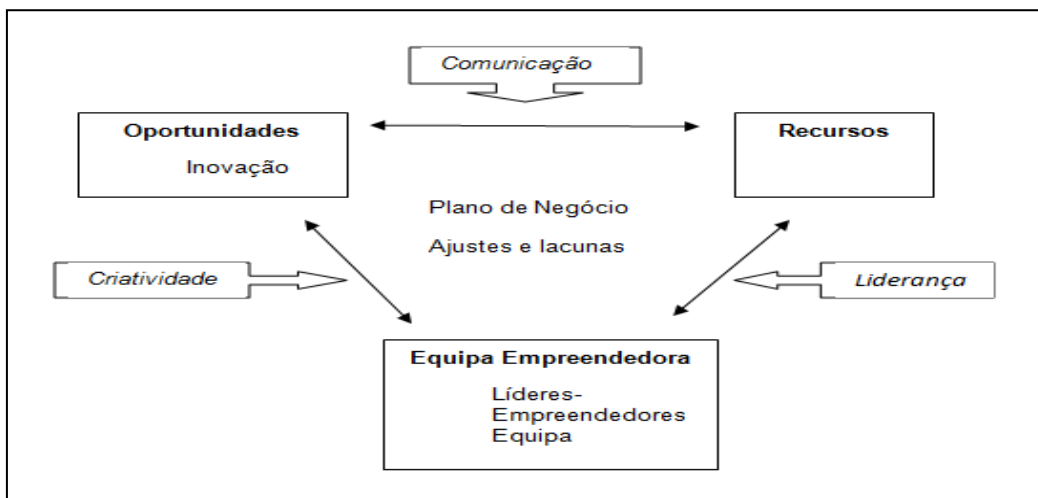 Comunicação
Oportunidades
Inovação
Recursos
Plano de Negócio
Ajustes e lacunas
Criatividade
Liderança
Equipa Empreendedora
Líderes-
Empreendedores
Equipa